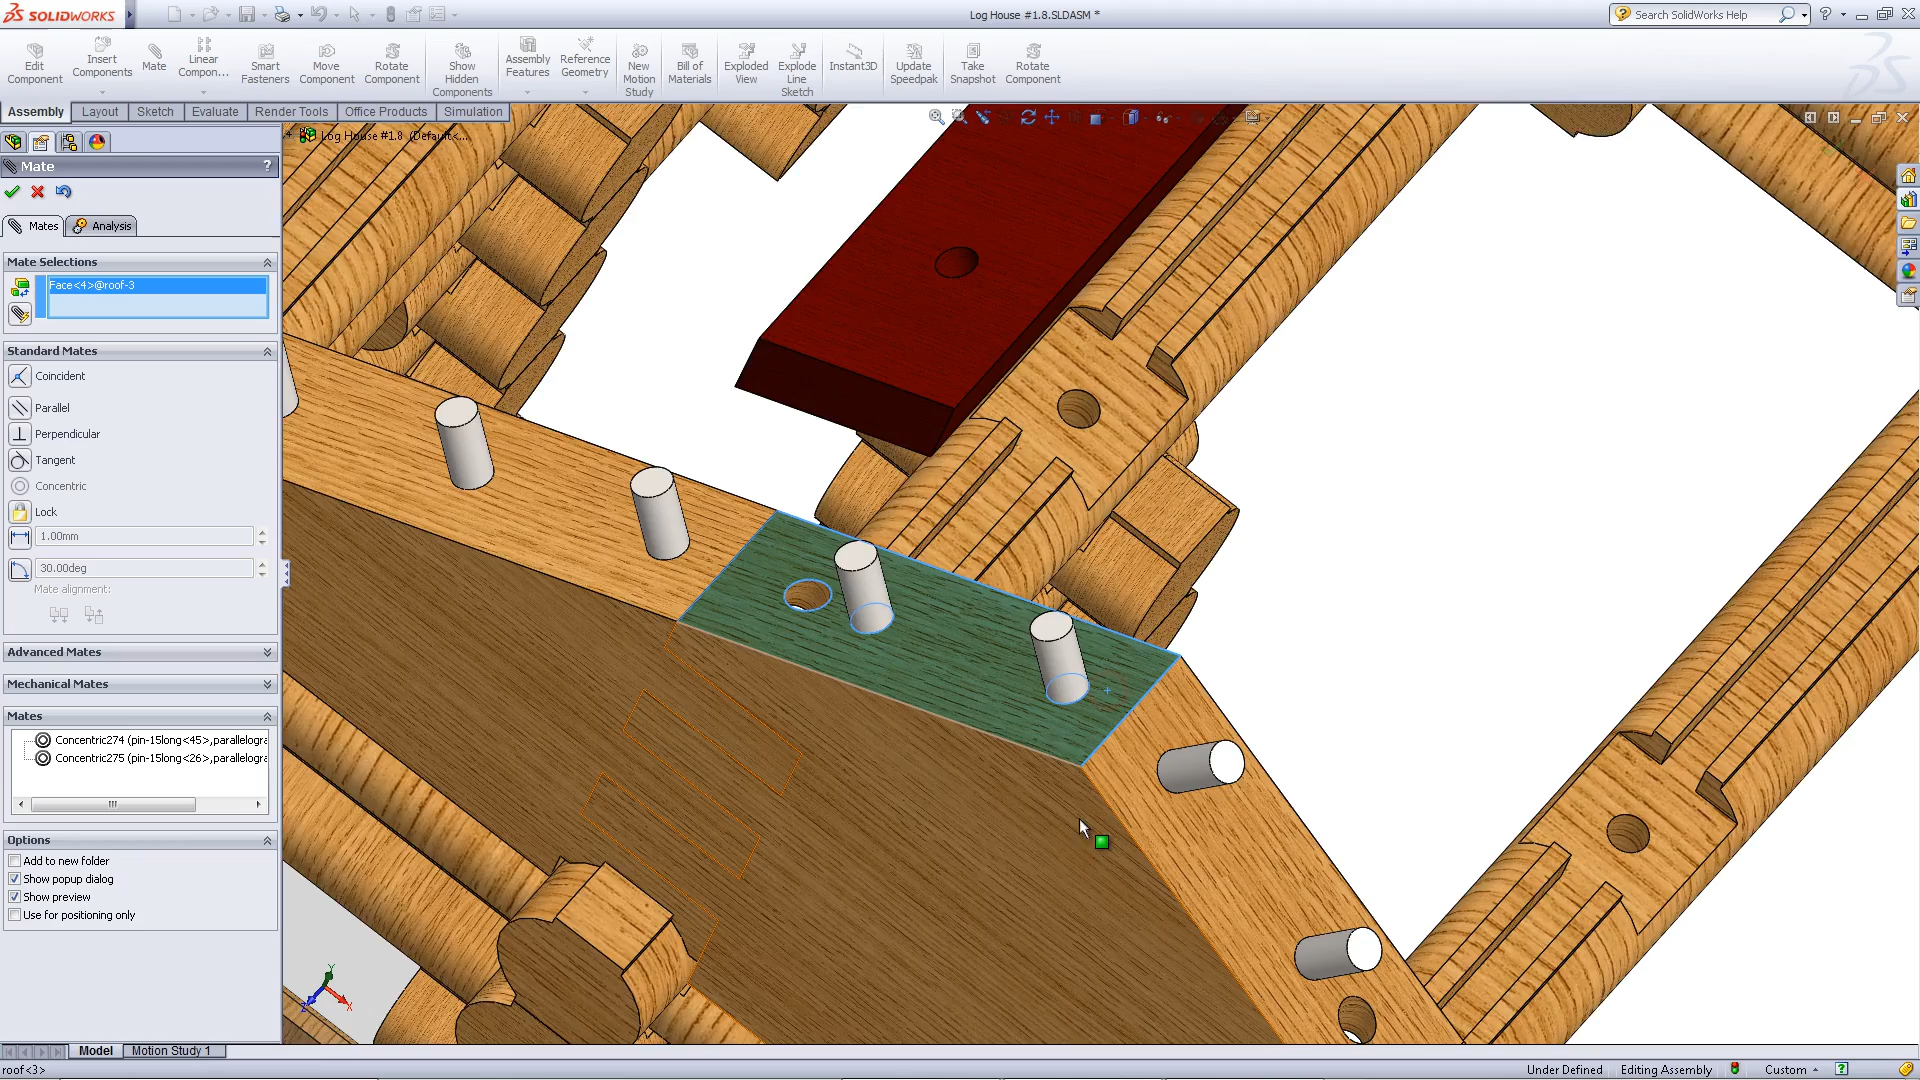 SOLIDWORKS
Log House #1.8.SLDASM *
Search SolidWorks Help
Edit Component
Insert Components
Mate
Linear Compon...
Smart Fasteners
Move Component
Rotate Component
Show Hidden Components
Assembly Features
Reference Geometry
New Motion Study
Bill of Materials
Exploded View
Explode Line Sketch
Instant3D
Update Speedpak
Take Snapshot
Rotate Component
Assembly
Layout
Sketch
Evaluate
Render Tools
Office Products
Simulation
Log House #1.8 (Default<...
Mate
?
Mates
Analysis
Mate Selections
Face<4>@roof-3
Standard Mates
Coincident
Parallel
Perpendicular
Tangent
Concentric
Lock
1.00mm
30.00deg
Mate alignment:
Advanced Mates
Mechanical Mates
Mates
Concentric274 (pin-15long<45>,parallelogra
Concentric275 (pin-15long<26>,parallelogra
Options
Add to new folder
Show popup dialog
Show preview
Use for positioning only
Y
Z
X
Model
Motion Study 1
roof<3>
Under Defined
Editing Assembly
Custom
?